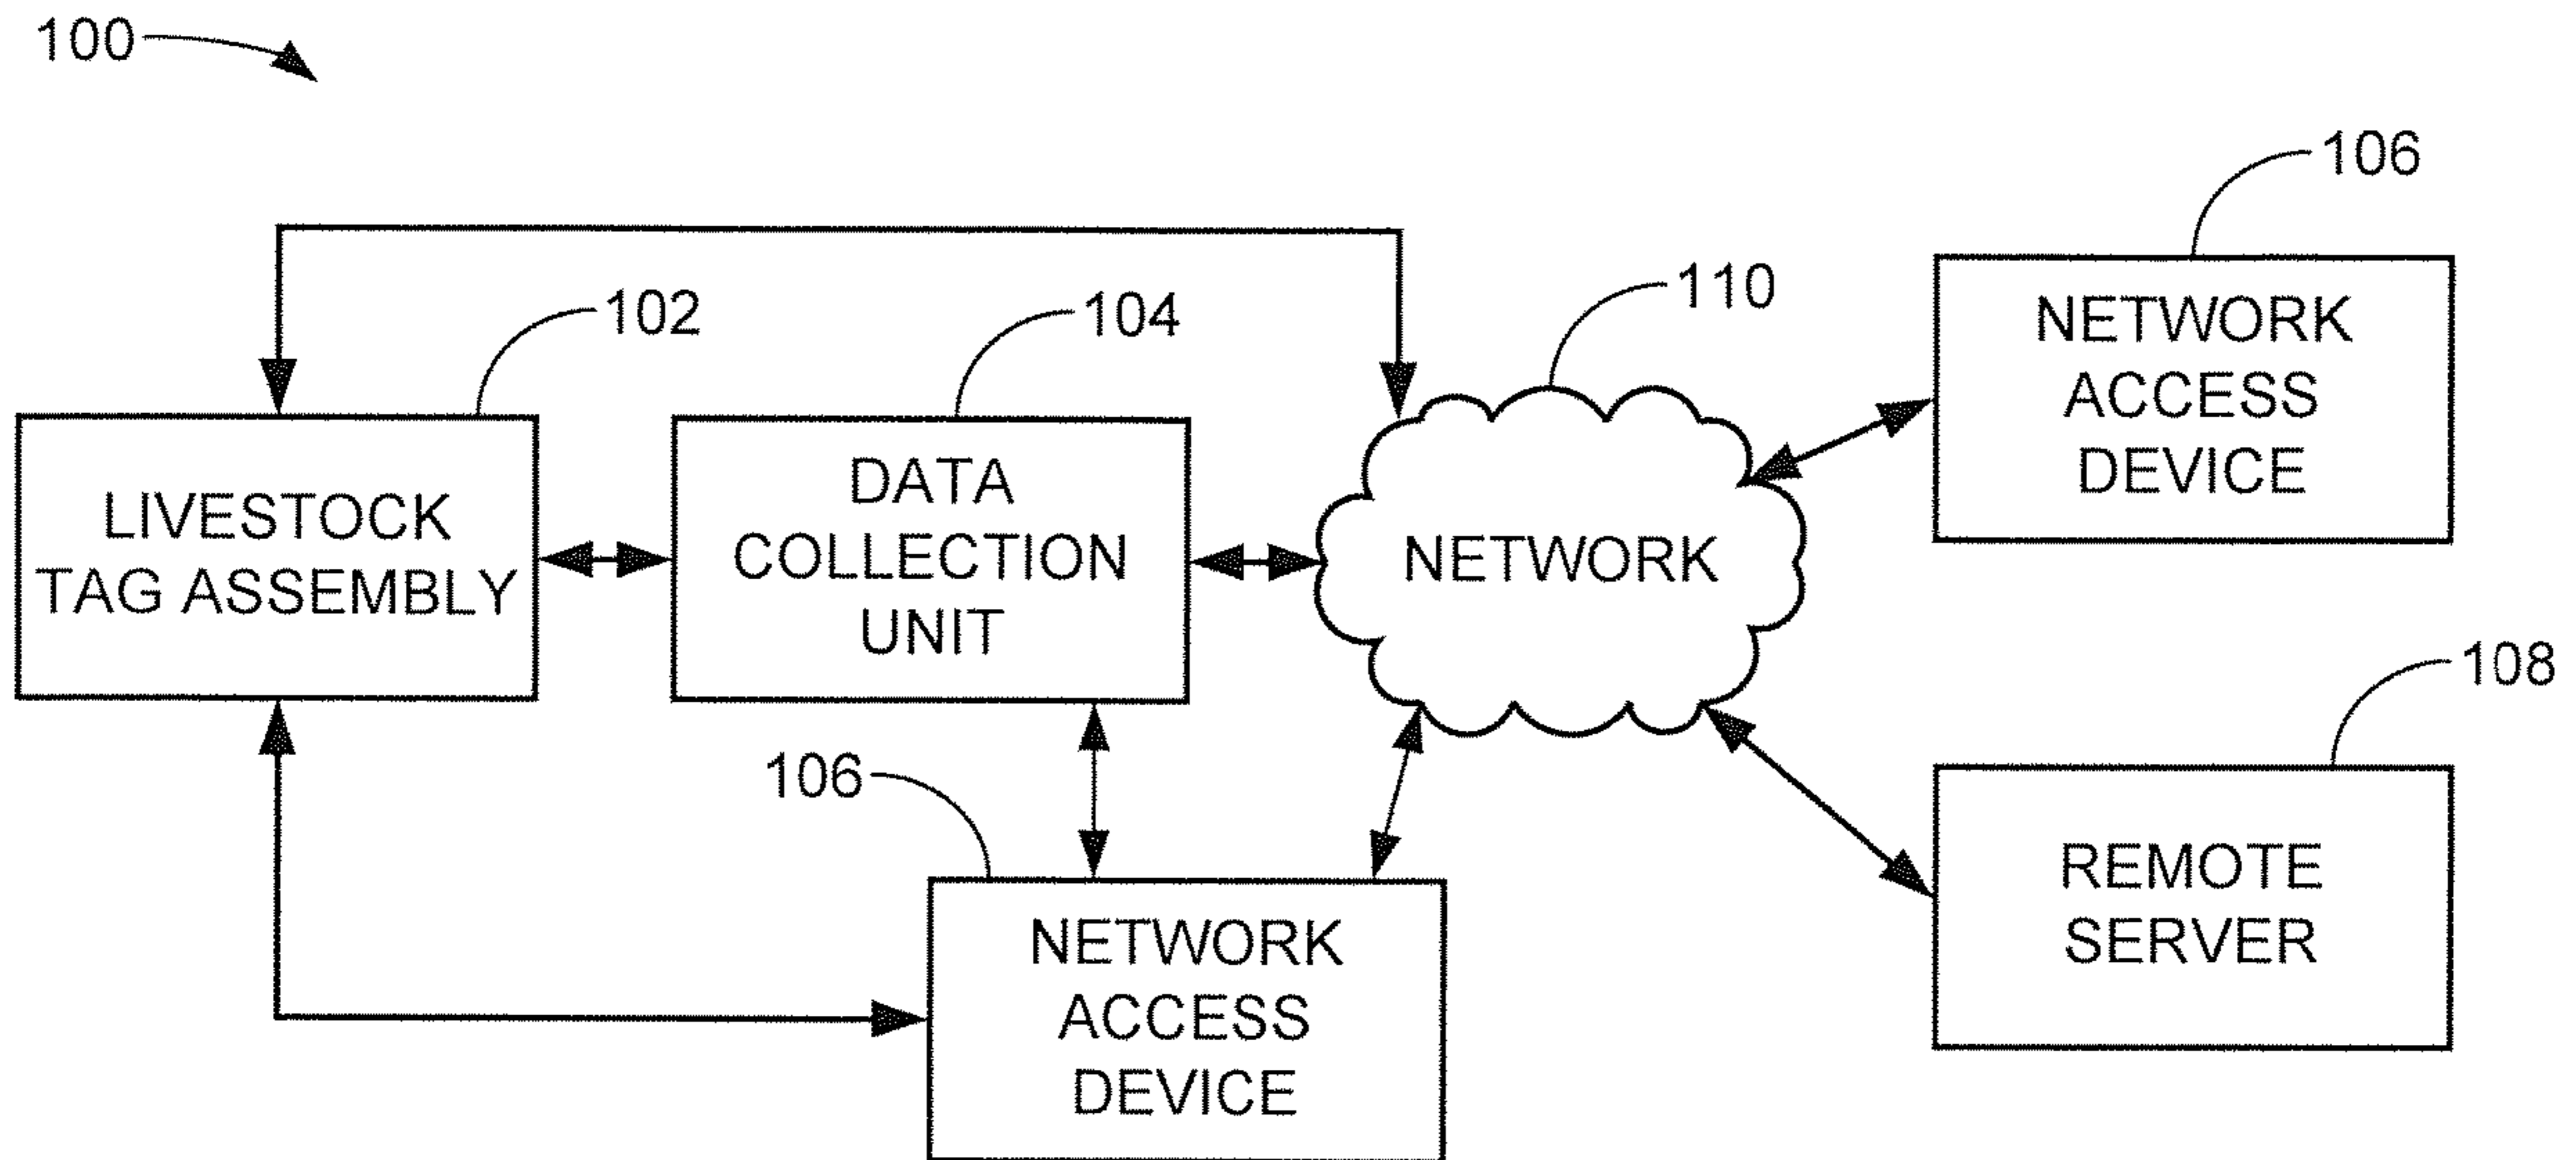 100
106
110
102
104
NETWORK
ACCESS
DEVICE
LIVESTOCK
TAG ASSEMBLY
DATA
COLLECTION
UNIT
NETWORK
108
106
REMOTE
SERVER
NETWORK
ACCESS
DEVICE